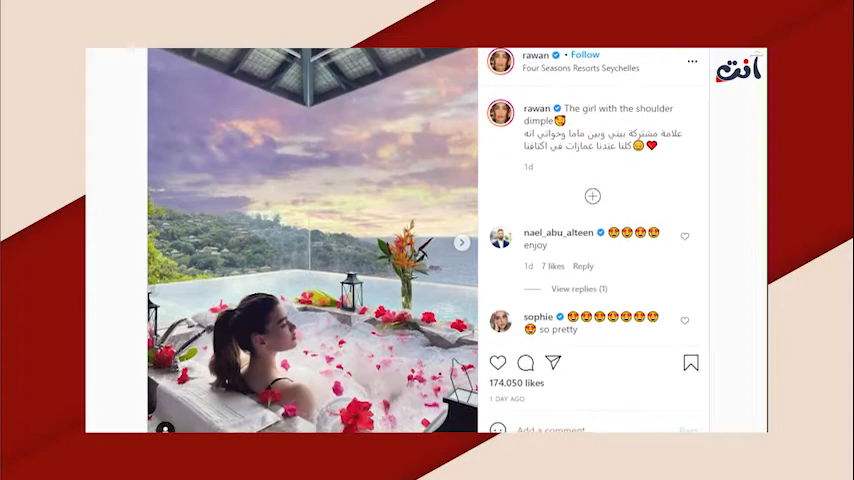 rawan • Follow
Four Seasons Resorts Seychelles
انت
rawan The girl with the shoulder
dimple🥰
علامة مشتركة بيني وبين ماما وخواتي انه
كلنا عندنا غمازات في اكتافنا😊❤️
1d
nael_abu_alteen 😍😍😍😍
enjoy
1d 7 likes Reply
View replies (1)
sophie 😍😍😍😍😍😍😍
😍 so pretty
174,050 likes
1 DAY AGO
Add a comment...